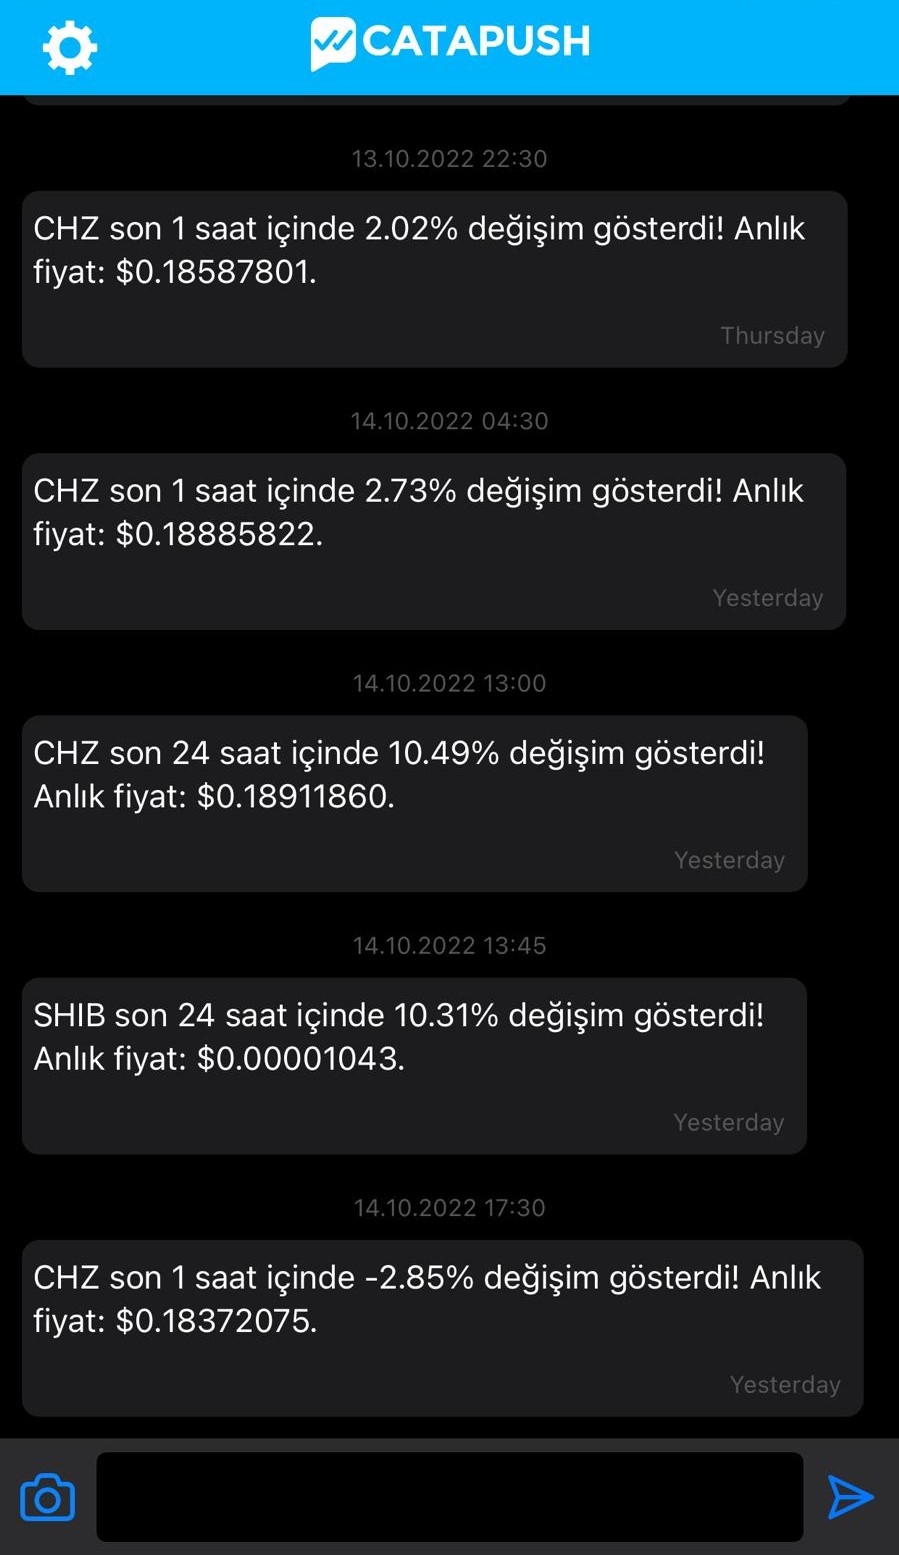 CATAPUSH
13.10.2022 22:30
CHZ son 1 saat içinde 2.02% değişim gösterdi! Anlık
fiyat: $0.18587801.
Thursday
14.10.2022 04:30
CHZ son 1 saat içinde 2.73% değişim gösterdi! Anlık
fiyat: $0.18885822.
Yesterday
14.10.2022 13:00
CHZ son 24 saat içinde 10.49% değişim gösterdi!
Anlık fiyat: $0.18911860.
Yesterday
14.10.2022 13:45
SHIB son 24 saat içinde 10.31% değişim gösterdi!
Anlık fiyat: $0.00001043.
Yesterday
14.10.2022 17:30
CHZ son 1 saat içinde -2.85% değişim gösterdi! Anlık
fiyat: $0.18372075.
Yesterday